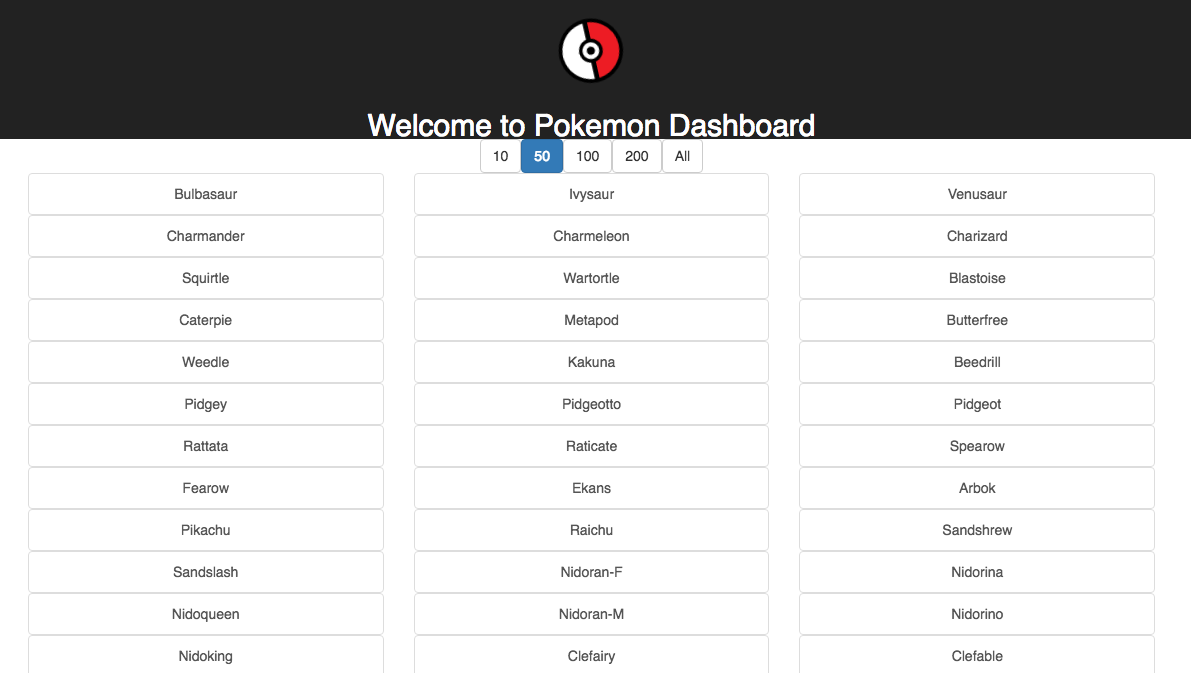 Welcome to Pokemon Dashboard
10 50 100 200 All
Bulbasaur Ivysaur Venusaur
Charmander Charmeleon Charizard
Squirtle Wartortle Blastoise
Caterpie Metapod Butterfree
Weedle Kakuna Beedrill
Pidgey Pidgeotto Pidgeot
Rattata Raticate Spearow
Fearow Ekans Arbok
Pikachu Raichu Sandshrew
Sandslash Nidoran-F Nidorina
Nidoqueen Nidoran-M Nidorino
Nidoking Clefairy Clefable